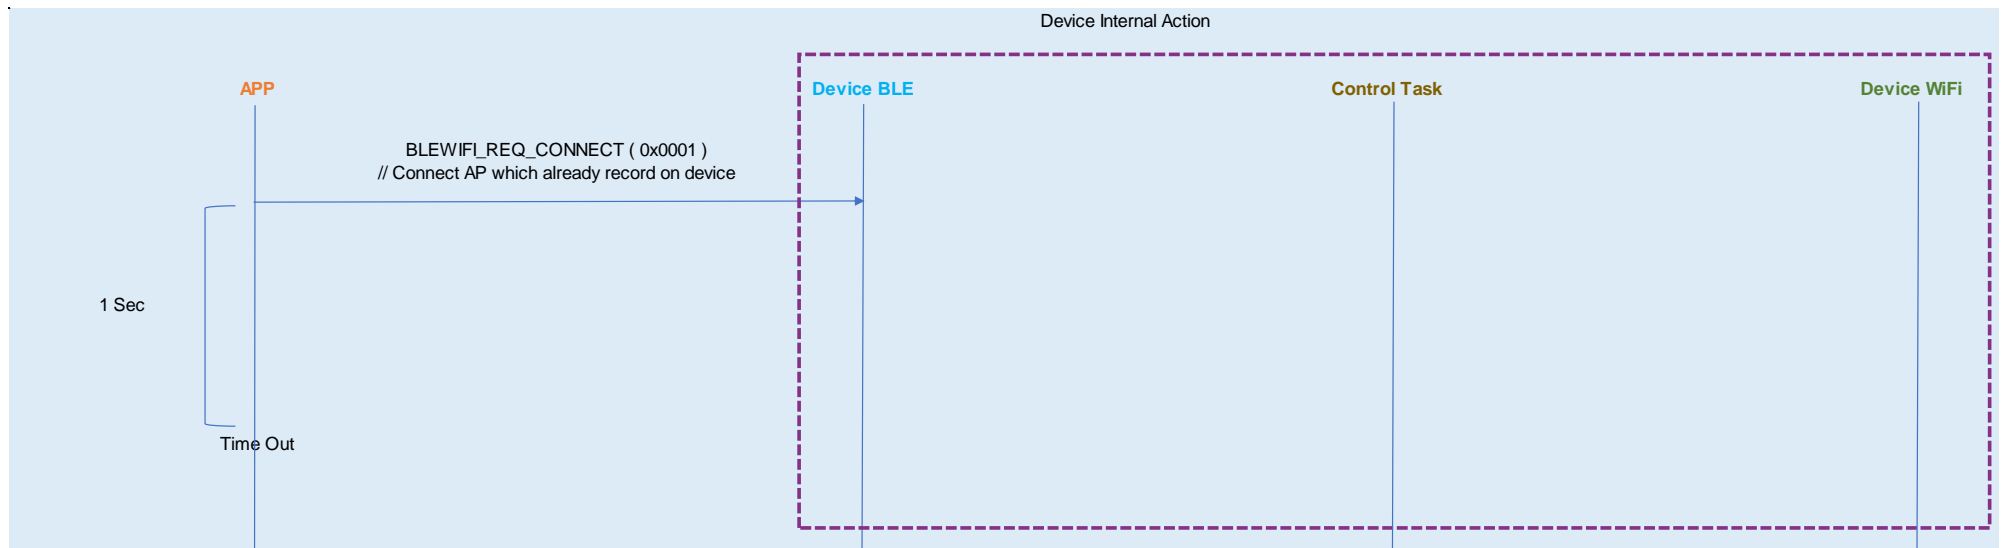 Device Internal Action
APP
Device BLE
Control Task
Device WiFi
BLEWIFI_REQ_CONNECT ( 0x0001 )
// Connect AP which already record on device
1 Sec
Time Out